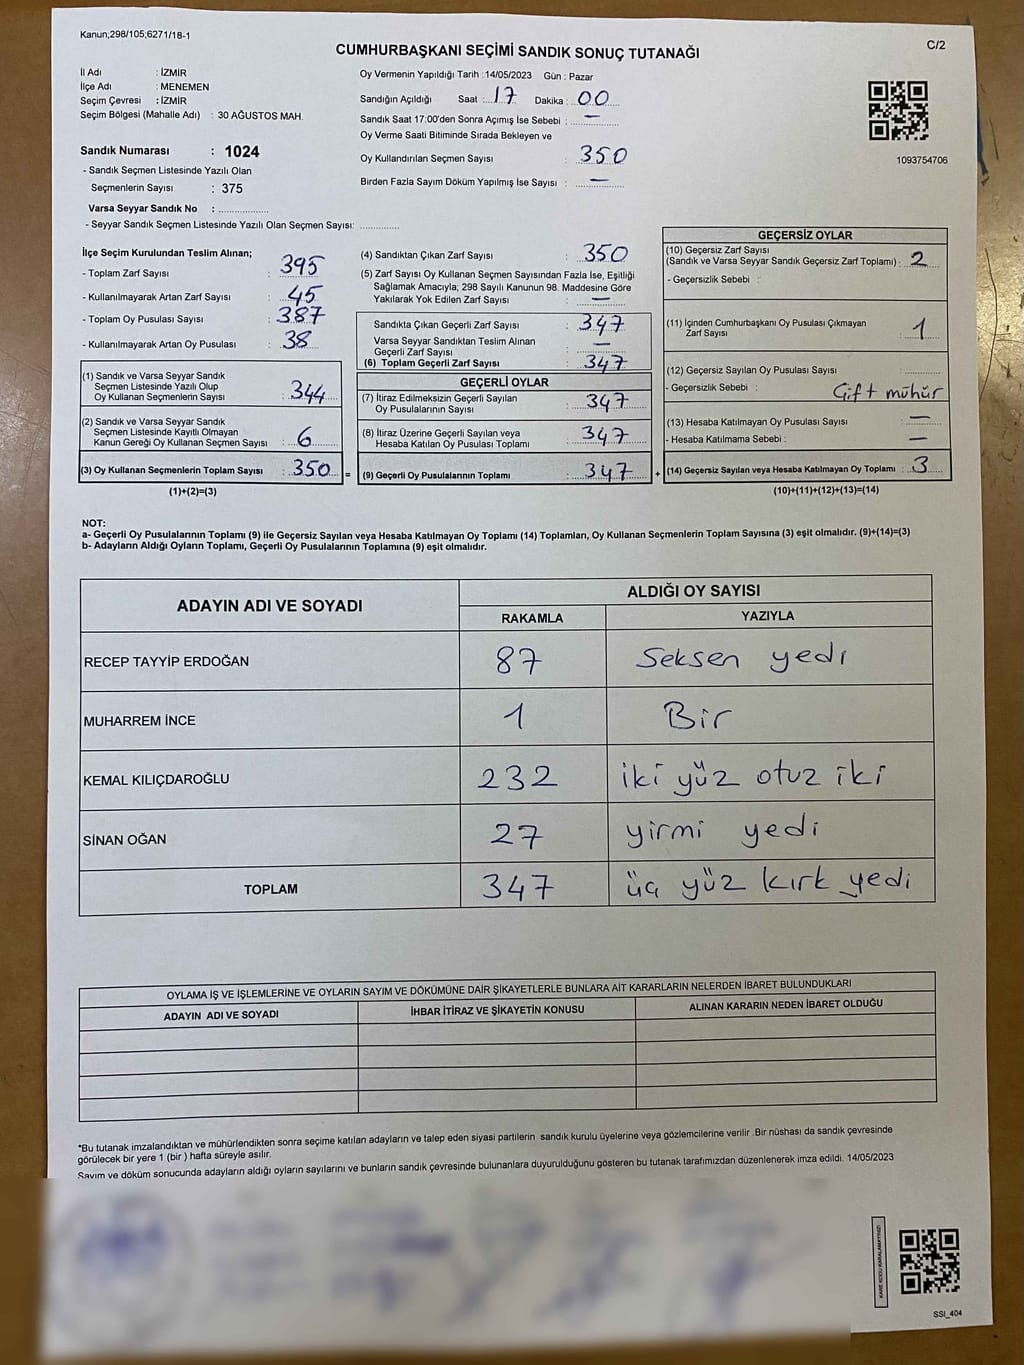 Kanun;298/105;6271/18-1
C/2
CUMHURBAŞKANI SEÇİMİ SANDIK SONUÇ TUTANAĞI
İl Adı : İZMİR
İlçe Adı : MENEMEN
Seçim Çevresi : İZMİR
Seçim Bölgesi (Mahalle Adı) : 30 AĞUSTOS MAH.
Sandık Numarası : 1024
- Sandık Seçmen Listesinde Yazılı Olan
Seçmenlerin Sayısı : 375
Varsa Seyyar Sandık No : ..................
- Seyyar Sandık Seçmen Listesinde Yazılı Olan Seçmen Sayısı: .............
Oy Vermenin Yapıldığı Tarih :14/05/2023 Gün : Pazar
Sandığın Açıldığı Saat : 17 Dakika : 00
Sandık Saat 17:00'den Sonra Açımış İse Sebebi : —
Oy Verme Saati Bitiminde Sırada Bekleyen ve
Oy Kullandırılan Seçmen Sayısı : 350
Birden Fazla Sayım Döküm Yapılmış İse Sayısı : —
1093754706
İlçe Seçim Kurulundan Teslim Alınan;
- Toplam Zarf Sayısı : 395
- Kullanılmayarak Artan Zarf Sayısı : 45
- Toplam Oy Pusulası Sayısı : 387
- Kullanılmayarak Artan Oy Pusulası : 38
(1) Sandık ve Varsa Seyyar Sandık
Seçmen Listesinde Yazılı Olup
Oy Kullanan Seçmenlerin Sayısı : 344
(2) Sandık ve Varsa Seyyar Sandık
Seçmen Listesinde Kayıtlı Olmayan
Kanun Gereği Oy Kullanan Seçmen Sayısı : 6
(3) Oy Kullanan Seçmenlerin Toplam Sayısı : 350 =
(1)+(2)=(3)
(4) Sandıktan Çıkan Zarf Sayısı : 350
(5) Zarf Sayısı Oy Kullanan Seçmen Sayısından Fazla İse, Eşitliği
Sağlamak Amacıyla; 298 Sayılı Kanunun 98. Maddesine Göre
Yakılarak Yok Edilen Zarf Sayısı : —
Sandıkta Çıkan Geçerli Zarf Sayısı : 347
Varsa Seyyar Sandıktan Teslim Alınan
Geçerli Zarf Sayısı : —
(6) Toplam Geçerli Zarf Sayısı : 347
GEÇERLİ OYLAR
(7) İtiraz Edilmeksizin Geçerli Sayılan
Oy Pusulalarının Sayısı : 347
(8) İtiraz Üzerine Geçerli Sayılan veya
Hesaba Katılan Oy Pusulası Toplamı : 347
(9) Geçerli Oy Pusulalarının Toplamı : 347 +
GEÇERSİZ OYLAR
(10) Geçersiz Zarf Sayısı
(Sandık ve Varsa Seyyar Sandık Geçersiz Zarf Toplamı) : 2
- Geçersizlik Sebebi :
(11) İçinden Cumhurbaşkanı Oy Pusulası Çıkmayan
Zarf Sayısı : 1
(12) Geçersiz Sayılan Oy Pusulası Sayısı :
- Geçersizlik Sebebi : Çift mühür
(13) Hesaba Katılmayan Oy Pusulası Sayısı : —
- Hesaba Katılmama Sebebi : —
(14) Geçersiz Sayılan veya Hesaba Katılmayan Oy Toplamı : 3
(10)+(11)+(12)+(13)=(14)
NOT:
a- Geçerli Oy Pusulalarının Toplamı (9) ile Geçersiz Sayılan veya Hesaba Katılmayan Oy Toplamı (14) Toplamları, Oy Kullanan Seçmenlerin Toplam Sayısına (3) eşit olmalıdır. (9)+(14)=(3)
b- Adayların Aldığı Oyların Toplamı, Geçerli Oy Pusulalarının Toplamına (9) eşit olmalıdır.
ADAYIN ADI VE SOYADI
ALDIĞI OY SAYISI
RAKAMLA YAZIYLA
RECEP TAYYİP ERDOĞAN 87 Seksen yedi
MUHARREM İNCE 1 Bir
KEMAL KILIÇDAROĞLU 232 iki yüz otuz iki
SİNAN OĞAN 27 yirmi yedi
TOPLAM 347 üç yüz kırk yedi
OYLAMA İŞ VE İŞLEMLERİNE VE OYLARIN SAYIM VE DÖKÜMÜNE DAİR ŞİKAYETLERLE BUNLARA AİT KARARLARIN NELERDEN İBARET BULUNDUKLARI
ADAYIN ADI VE SOYADI İHBAR İTİRAZ VE ŞİKAYETİN KONUSU ALINAN KARARIN NEDEN İBARET OLDUĞU
*Bu tutanak imzalandıktan ve mühürlendikten sonra seçime katılan adayların ve talep eden siyasi partilerin sandık kurulu üyelerine veya gözlemcilerine verilir .Bir nüshası da sandık çevresinde
görülecek bir yere 1 (bir ) hafta süreyle asılır.
Sayım ve döküm sonucunda adayların aldığı oyların sayılarını ve bunların sandık çevresinde bulunanlara duyurulduğunu gösteren bu tutanak tarafımızdan düzenlenerek imza edildi. 14/05/2023
SSI_404